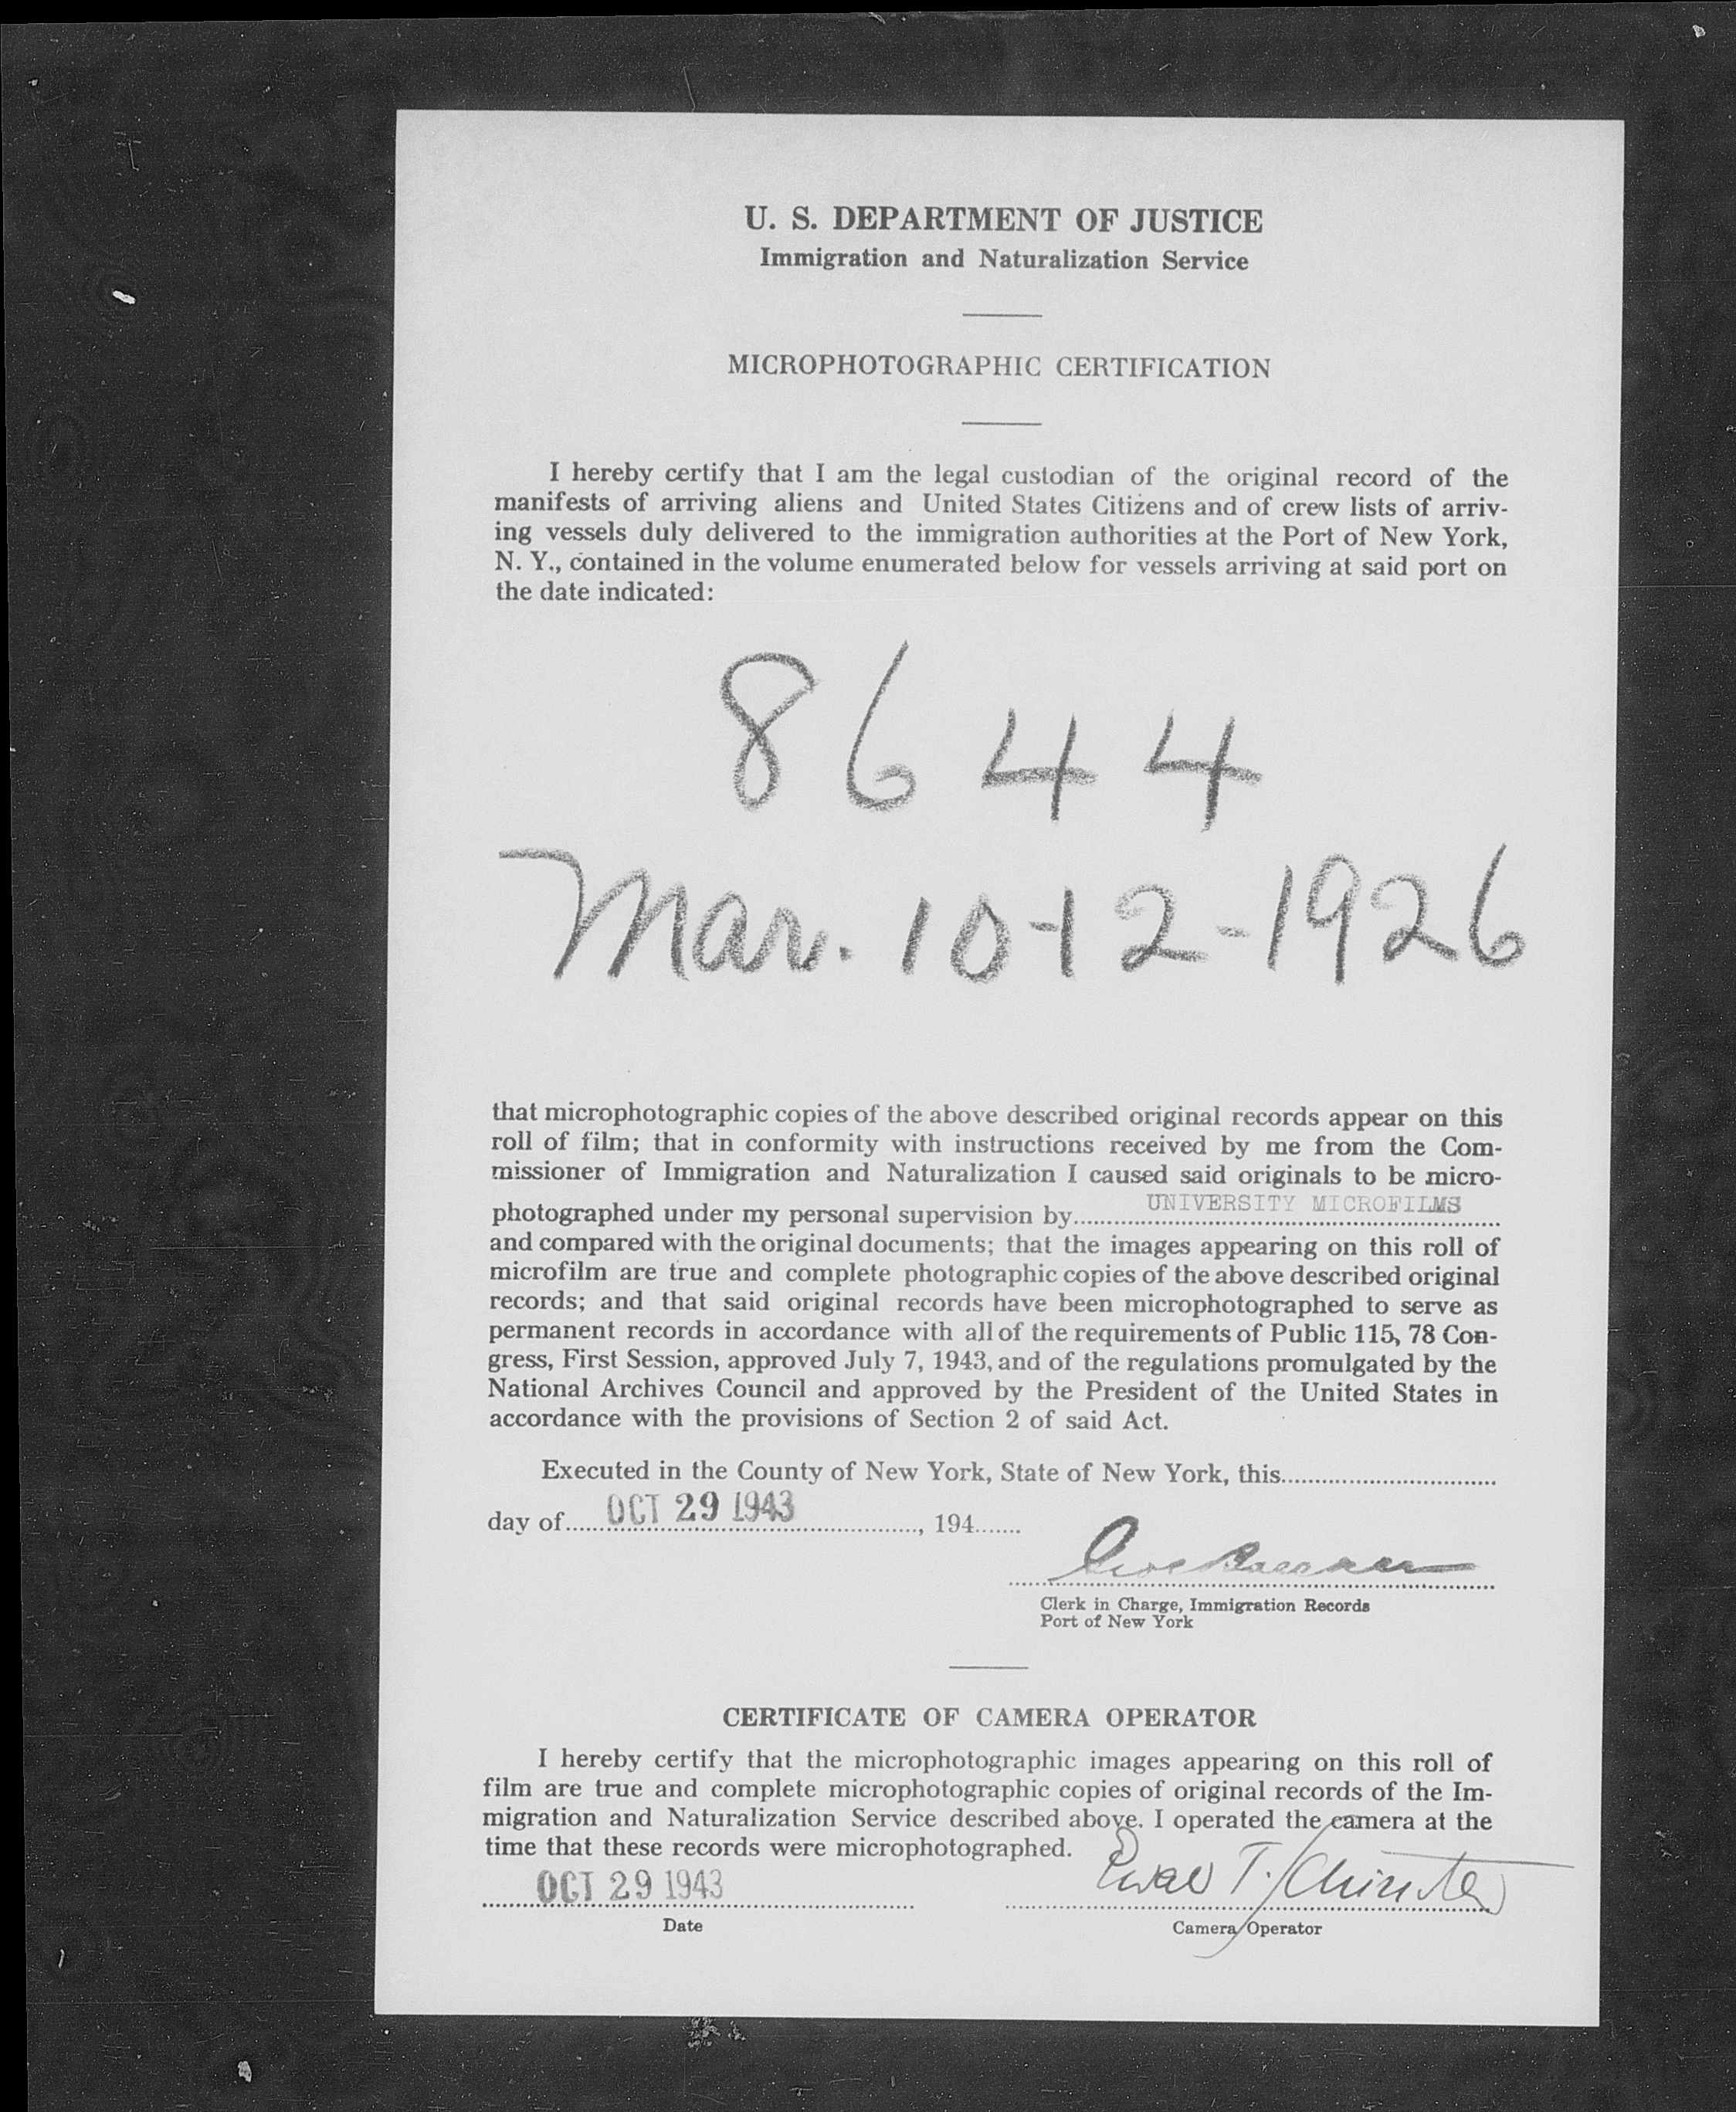 U. S. DEPARTMENT OF JUSTICE
Immigration and Naturalization Service
MICROPHOTOGRAPHIC CERTIFICATION
I hereby certify that I am the legal custodian of the original record of the
manifests of arriving aliens and United States Citizens and of crew lists of arriv-
ing vessels duly delivered to the immigration authorities at the Port of New York,
N. Y., contained in the volume enumerated below for vessels arriving at said port on
the date indicated:
8644
Mar. 10-12-1926
that microphotographic copies of the above described original records appear on this
roll of film; that in conformity with instructions received by me from the Com-
missioner of Immigration and Naturalization I caused said originals to be micro-
photographed under my personal supervision by UNIVERSITY MICROFILMS
and compared with the original documents; that the images appearing on this roll of
microfilm are true and complete photographic copies of the above described original
records; and that said original records have been microphotographed to serve as
permanent records in accordance with all of the requirements of Public 115, 78 Con-
gress, First Session, approved July 7, 1943, and of the regulations promulgated by the
National Archives Council and approved by the President of the United States in
accordance with the provisions of Section 2 of said Act.
Executed in the County of New York, State of New York, this
day of OCT 29 1943, 194
Clerk in Charge, Immigration Records
Port of New York
CERTIFICATE OF CAMERA OPERATOR
I hereby certify that the microphotographic images appearing on this roll of
film are true and complete microphotographic copies of original records of the Im-
migration and Naturalization Service described above. I operated the camera at the
time that these records were microphotographed.
OCT 29 1943 T.
Date Camera Operator